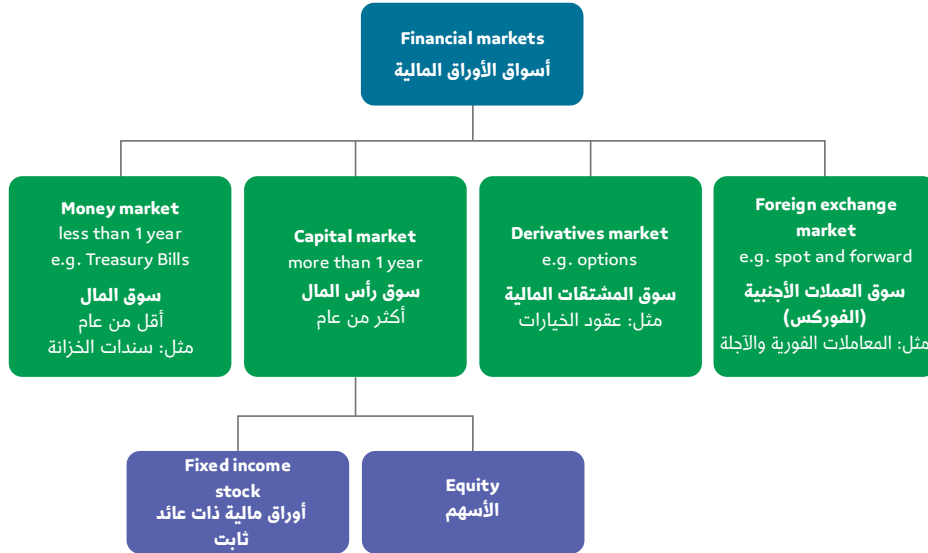 Financial markets
أسواق الأوراق المالية
Money market
less than 1 year
e.g. Treasury Bills
سوق المال
أقل من عام
مثل: سندات الخزانة
Capital market
more than 1 year
سوق رأس المال
أكثر من عام
Derivatives market
e.g. options
سوق المشتقات المالية
مثل: عقود الخيارات
Foreign exchange
market
e.g. spot and forward
سوق العملات الأجنبية
(الفوركس)
مثل: المعاملات الفورية والآجلة
Fixed income
stock
أوراق مالية ذات عائد
ثابت
Equity
الأسهم